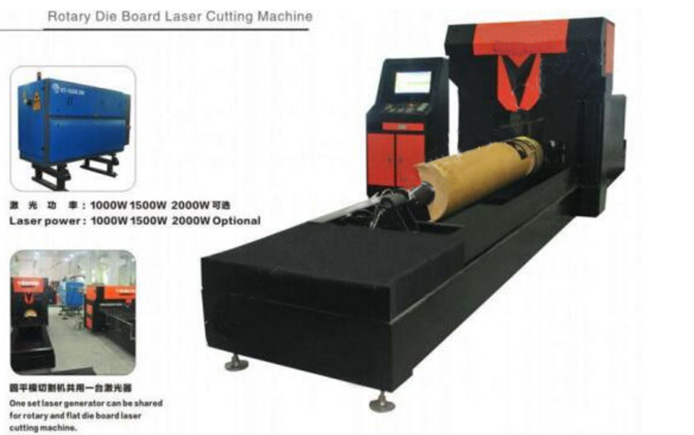 Rotary Die Board Laser Cutting Machine
激光功率：1000W 1500W 2000W 可选
Laser power: 1000W 1500W 2000W Optional
圆平模切割机共用一台激光器
One set laser generator can be shared
for rotary and flat die board laser
cutting machine.